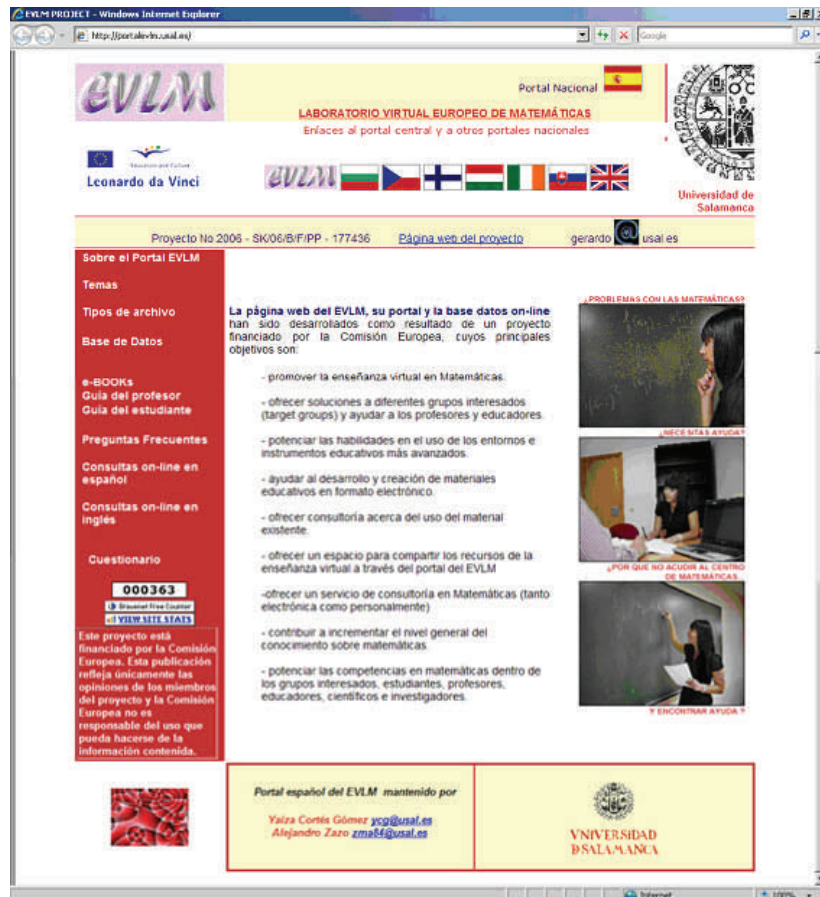 EVLM PROJECT - Windows Internet Explorer
http://portalevlm.usal.es/
Google
EVLM
Portal Nacional
LABORATORIO VIRTUAL EUROPEO DE MATEMÁTICAS
Enlaces al portal central y a otros portales nacionales
Education and Culture
Leonardo da Vinci
EVLM
Universidad de
Salamanca
Proyecto No 2006 - SK/06/B/F/PP - 177436 Página web del proyecto gerardo @ usal.es
Sobre el Portal EVLM
Temas
Tipos de archivo
Base de Datos
e-BOOKs
Guía del profesor
Guía del estudiante
Preguntas Frecuentes
Consultas on-line en
español
Consultas on-line en
inglés
Cuestionario
000363
Bravenet Free Counter
VIEW SITE STATS
Este proyecto está
financiado por la Comisión
Europea. Esta publicación
refleja únicamente las
opiniones de los miembros
del proyecto y la Comisión
Europea no es
responsable del uso que
pueda hacerse de la
información contenida.
La página web del EVLM, su portal y la base datos on-line
han sido desarrollados como resultado de un proyecto
financiado por la Comisión Europea, cuyos principales
objetivos son:
- promover la enseñanza virtual en Matemáticas.
- ofrecer soluciones a diferentes grupos interesados
(target groups) y ayudar a los profesores y educadores.
- potenciar las habilidades en el uso de los entornos e
instrumentos educativos más avanzados.
- ayudar al desarrollo y creación de materiales
educativos en formato electrónico.
- ofrecer consultoría acerca del uso del material
existente.
- ofrecer un espacio para compartir los recursos de la
enseñanza virtual a través del portal del EVLM
-ofrecer un servicio de consultoría en Matemáticas (tanto
electrónica como personalmente)
- contribuir a incrementar el nivel general del
conocimiento sobre matemáticas.
- potenciar las competencias en matemáticas dentro de
los grupos interesados, estudiantes, profesores,
educadores, científicos e investigadores.
¿PROBLEMAS CON LAS MATEMÁTICAS?
¿NECESITAS AYUDA?
¿POR QUE NO ACUDIR AL CENTRO
DE MATEMÁTICAS...
Y ENCONTRAR AYUDA ?
Portal español del EVLM mantenido por
Yaiza Cortés Gómez ycg@usal.es
Alejandro Zazo zma84@usal.es
VNIVERSIDAD
D SALAMANCA
Internet
100%